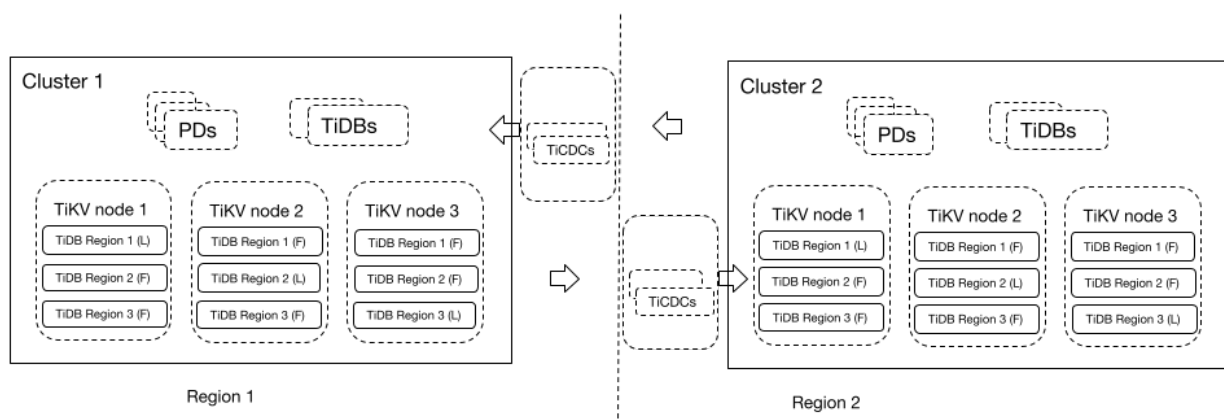 Cluster 1
PDs
TiDBs
TiKV node 1
TiDB Region 1 (L)
TiDB Region 2 (F)
TiDB Region 3 (F)
TiKV node 2
TiDB Region 1 (F)
TiDB Region 2 (L)
TiDB Region 3 (F)
TiKV node 3
TiDB Region 1 (F)
TiDB Region 2 (F)
TiDB Region 3 (L)
Region 1
TiCDCs
TiCDCs
Cluster 2
PDs
TiDBs
TiKV node 1
TiDB Region 1 (L)
TiDB Region 2 (F)
TiDB Region 3 (F)
TiKV node 2
TiDB Region 1 (F)
TiDB Region 2 (L)
TiDB Region 3 (F)
TiKV node 3
TiDB Region 1 (F)
TiDB Region 2 (F)
TiDB Region 3 (L)
Region 2